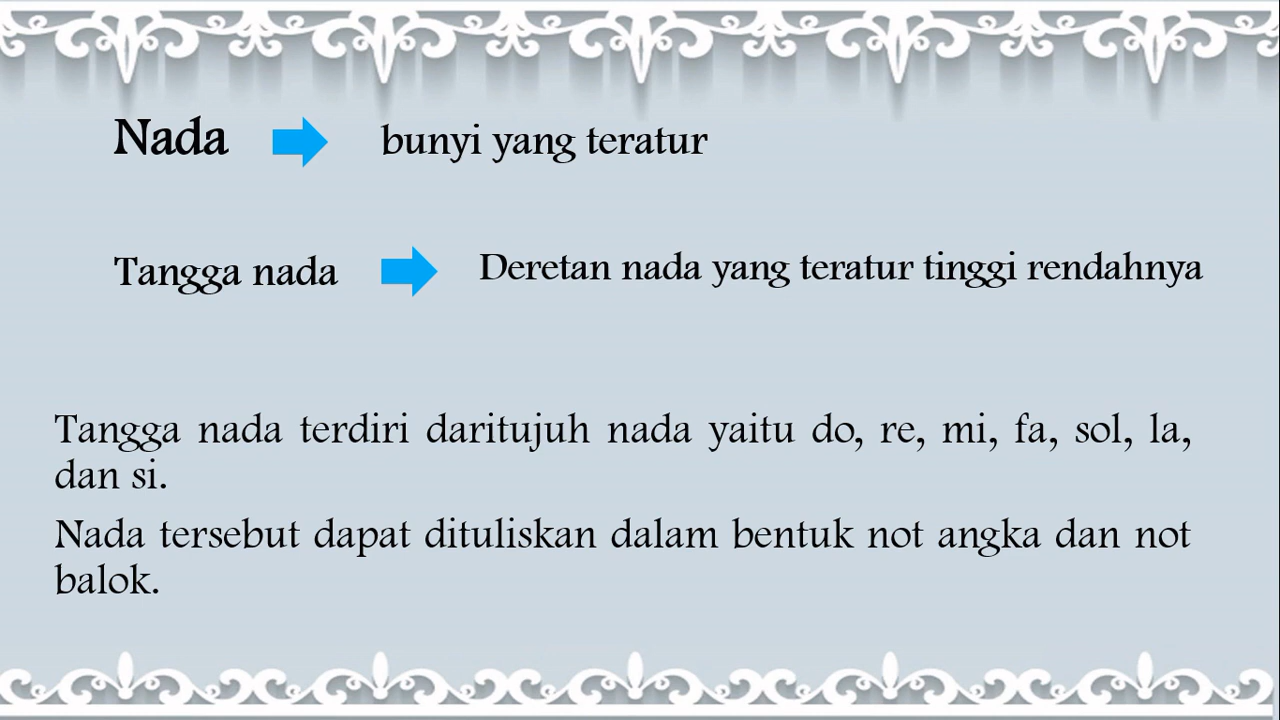 Nada bunyi yang teratur
Tangga nada Deretan nada yang teratur tinggi rendahnya
Tangga nada terdiri daritujuh nada yaitu do, re, mi, fa, sol, la,
dan si.
Nada tersebut dapat dituliskan dalam bentuk not angka dan not
balok.